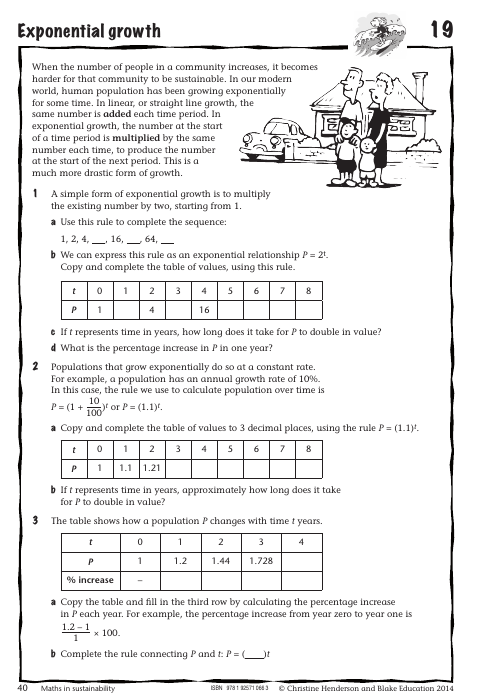 Exponential growth
19
When the number of people in a community increases, it becomes
harder for that community to be sustainable. In our modern
world, human population has been growing exponentially
for some time. In linear, or straight line growth, the
same number is added each time period. In
exponential growth, the number at the start
of a time period is multiplied by the same
number each time, to produce the number
at the start of the next period. This is a
much more drastic form of growth.
1 A simple form of exponential growth is to multiply
the existing number by two, starting from 1.
a Use this rule to complete the sequence:
1, 2, 4, __, 16, __, 64, __
b We can express this rule as an exponential relationship P = 2ᵗ.
Copy and complete the table of values, using this rule.
t 0 1 2 3 4 5 6 7 8
P 1 4 16
c If t represents time in years, how long does it take for P to double in value?
d What is the percentage increase in P in one year?
2 Populations that grow exponentially do so at a constant rate.
For example, a population has an annual growth rate of 10%.
In this case, the rule we use to calculate population over time is
P = (1 + 10/100)ᵗ or P = (1.1)ᵗ.
a Copy and complete the table of values to 3 decimal places, using the rule P = (1.1)ᵗ.
t 0 1 2 3 4 5 6 7 8
P 1 1.1 1.21
b If t represents time in years, approximately how long does it take
for P to double in value?
3 The table shows how a population P changes with time t years.
t 0 1 2 3 4
P 1 1.2 1.44 1.728
% increase –
a Copy the table and fill in the third row by calculating the percentage increase
in P each year. For example, the percentage increase from year zero to year one is
1.2 – 1/1 × 100.
b Complete the rule connecting P and t: P = (___)t
40 Maths in sustainability
ISBN 978 1 92571 066 3 © Christine Henderson and Blake Education 2014